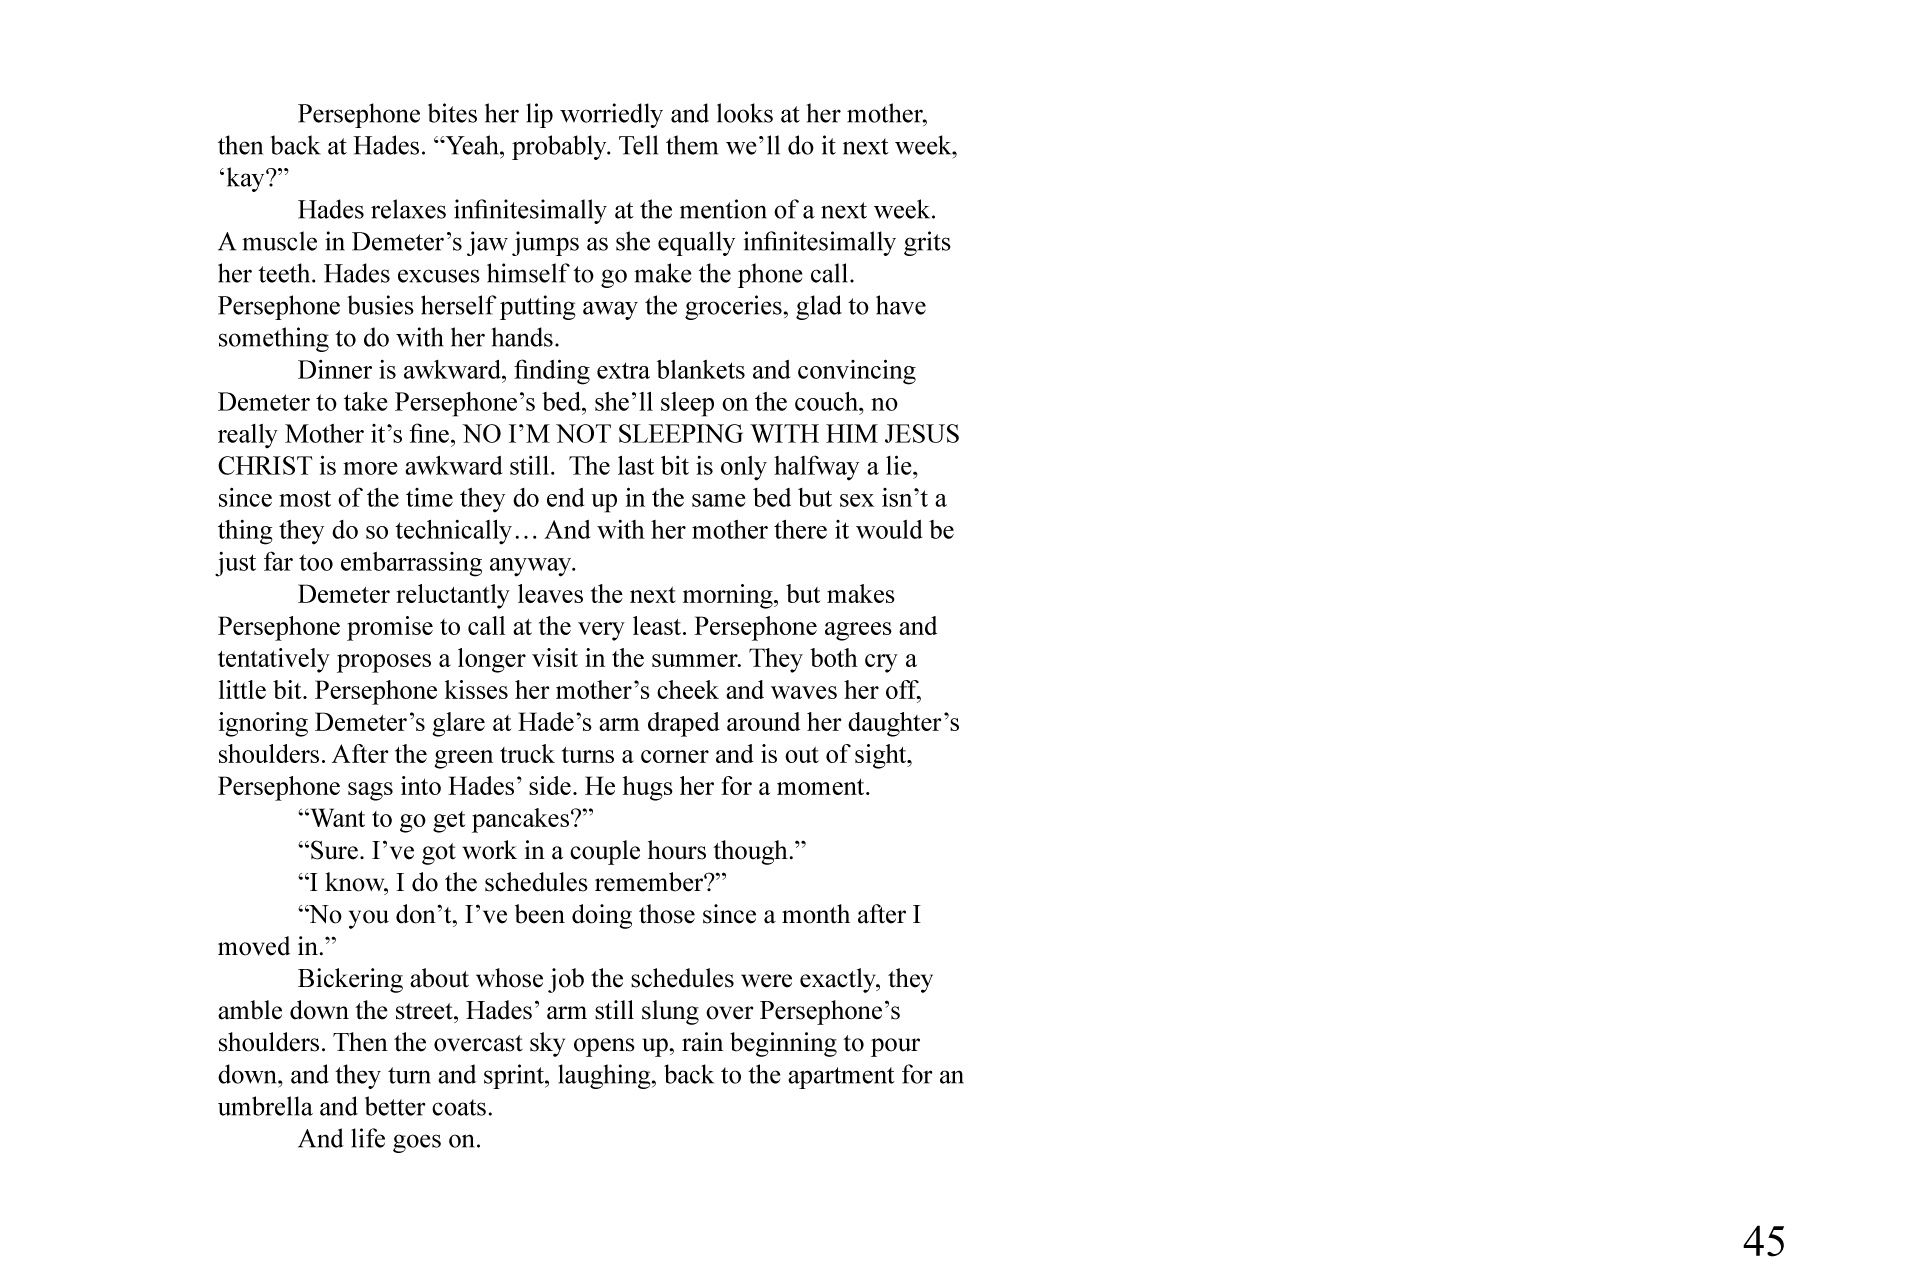 Persephone bites her lip worriedly and looks at her mother,
then back at Hades. “Yeah, probably. Tell them we’ll do it next week,
‘kay?”
Hades relaxes infinitesimally at the mention of a next week.
A muscle in Demeter’s jaw jumps as she equally infinitesimally grits
her teeth. Hades excuses himself to go make the phone call.
Persephone busies herself putting away the groceries, glad to have
something to do with her hands.
Dinner is awkward, finding extra blankets and convincing
Demeter to take Persephone’s bed, she’ll sleep on the couch, no
really Mother it’s fine, NO I’M NOT SLEEPING WITH HIM JESUS
CHRIST is more awkward still.  The last bit is only halfway a lie,
since most of the time they do end up in the same bed but sex isn’t a
thing they do so technically… And with her mother there it would be
just far too embarrassing anyway.
Demeter reluctantly leaves the next morning, but makes
Persephone promise to call at the very least. Persephone agrees and
tentatively proposes a longer visit in the summer. They both cry a
little bit. Persephone kisses her mother’s cheek and waves her off,
ignoring Demeter’s glare at Hade’s arm draped around her daughter’s
shoulders. After the green truck turns a corner and is out of sight,
Persephone sags into Hades’ side. He hugs her for a moment.
“Want to go get pancakes?”
“Sure. I’ve got work in a couple hours though.”
“I know, I do the schedules remember?”
“No you don’t, I’ve been doing those since a month after I
moved in.”
Bickering about whose job the schedules were exactly, they
amble down the street, Hades’ arm still slung over Persephone’s
shoulders. Then the overcast sky opens up, rain beginning to pour
down, and they turn and sprint, laughing, back to the apartment for an
umbrella and better coats.
And life goes on.
45